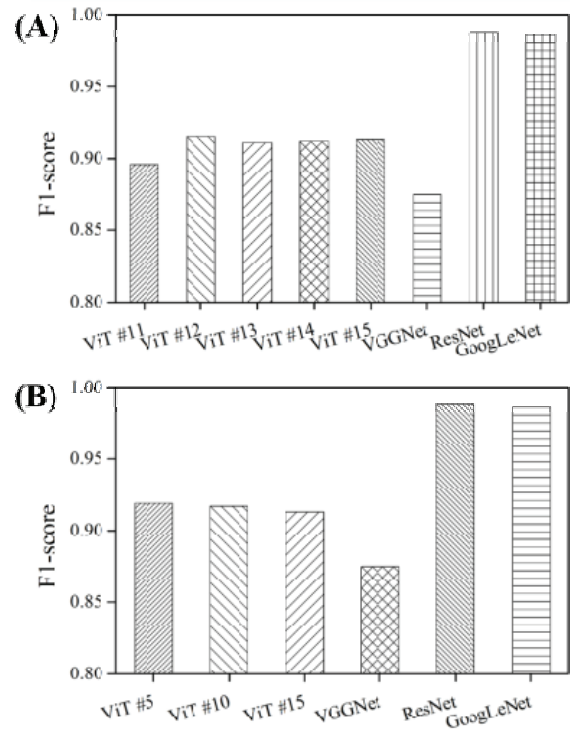 (A)
1.00
0.95
0.90
0.85
0.80
F1-score
ViT #11
ViT #12
ViT #13
ViT #14
ViT #15
VGGNet
ResNet
GoogLeNet
(B)
1.00
0.95
0.90
0.85
0.80
F1-score
ViT #5
ViT #10
ViT #15
VGGNet
ResNet
GoogLeNet